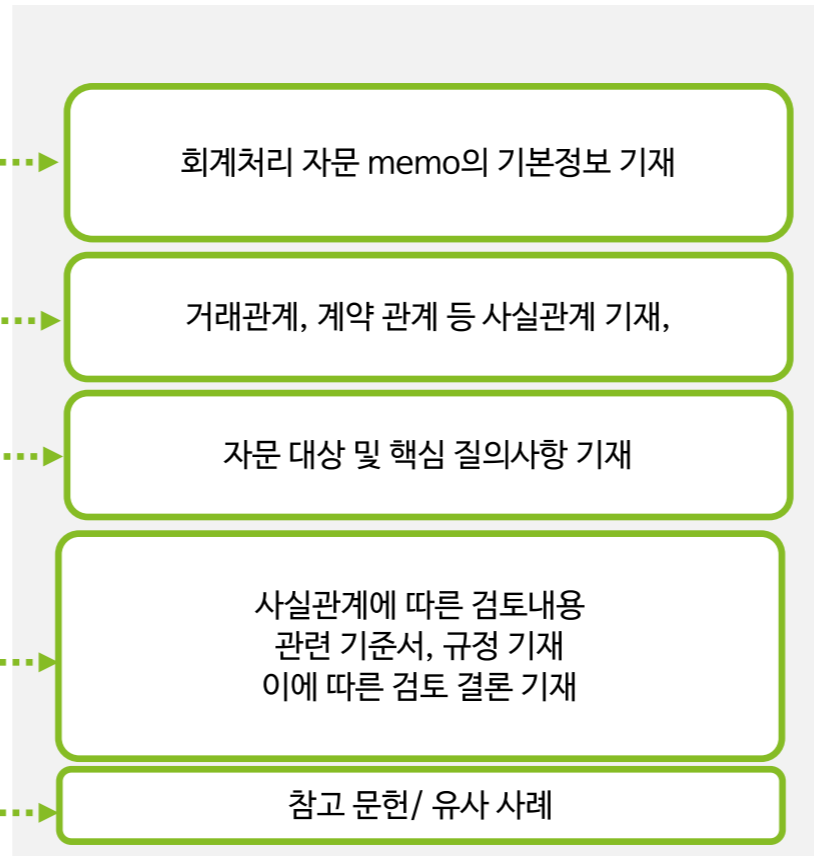 회계처리 자문 memo의 기본정보 기재
거래관계, 계약 관계 등 사실관계 기재,
자문 대상 및 핵심 질의사항 기재
사실관계에 따른 검토내용
관련 기준서, 규정 기재
이에 따른 검토 결론 기재
참고 문헌/ 유사 사례